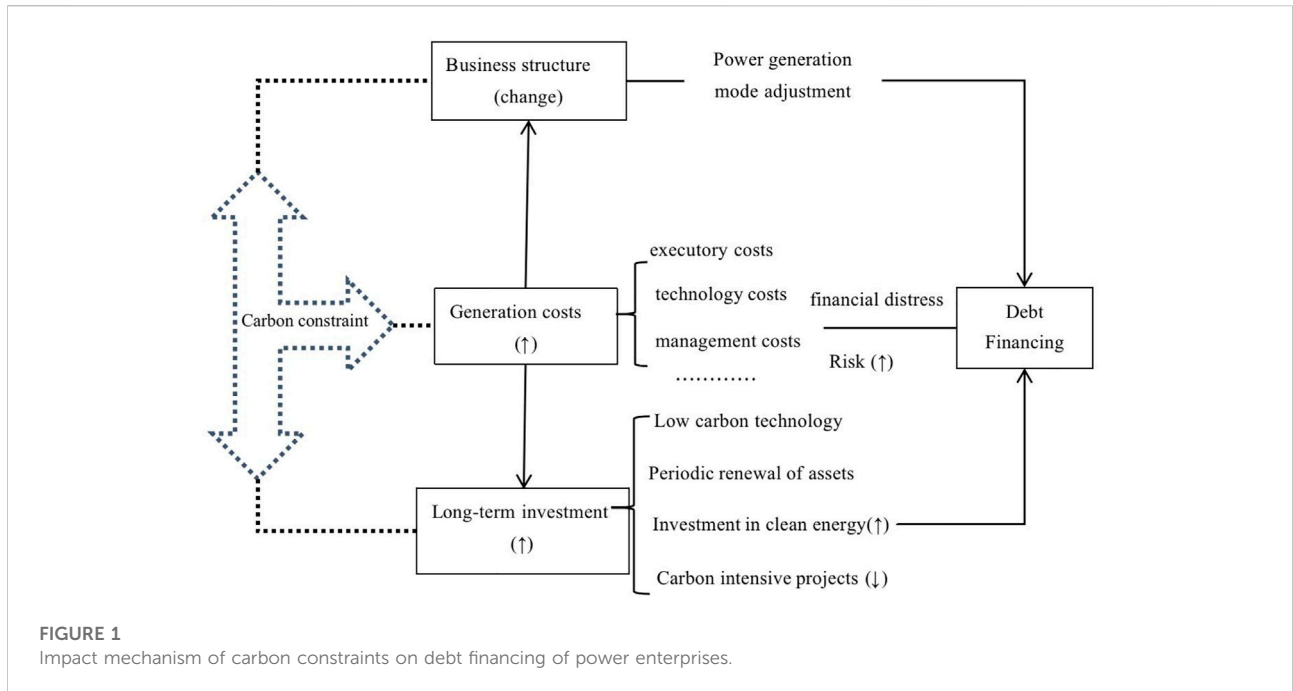 Business structure
(change)
Power generation
mode adjustment
Carbon constraint
Generation costs
(↑)
executory costs
technology costs
management costs
…………
financial distress
Risk (↑)
Debt
Financing
Long-term investment
(↑)
Low carbon technology
Periodic renewal of assets
Investment in clean energy(↑)
Carbon intensive projects (↓)
FIGURE 1
Impact mechanism of carbon constraints on debt financing of power enterprises.